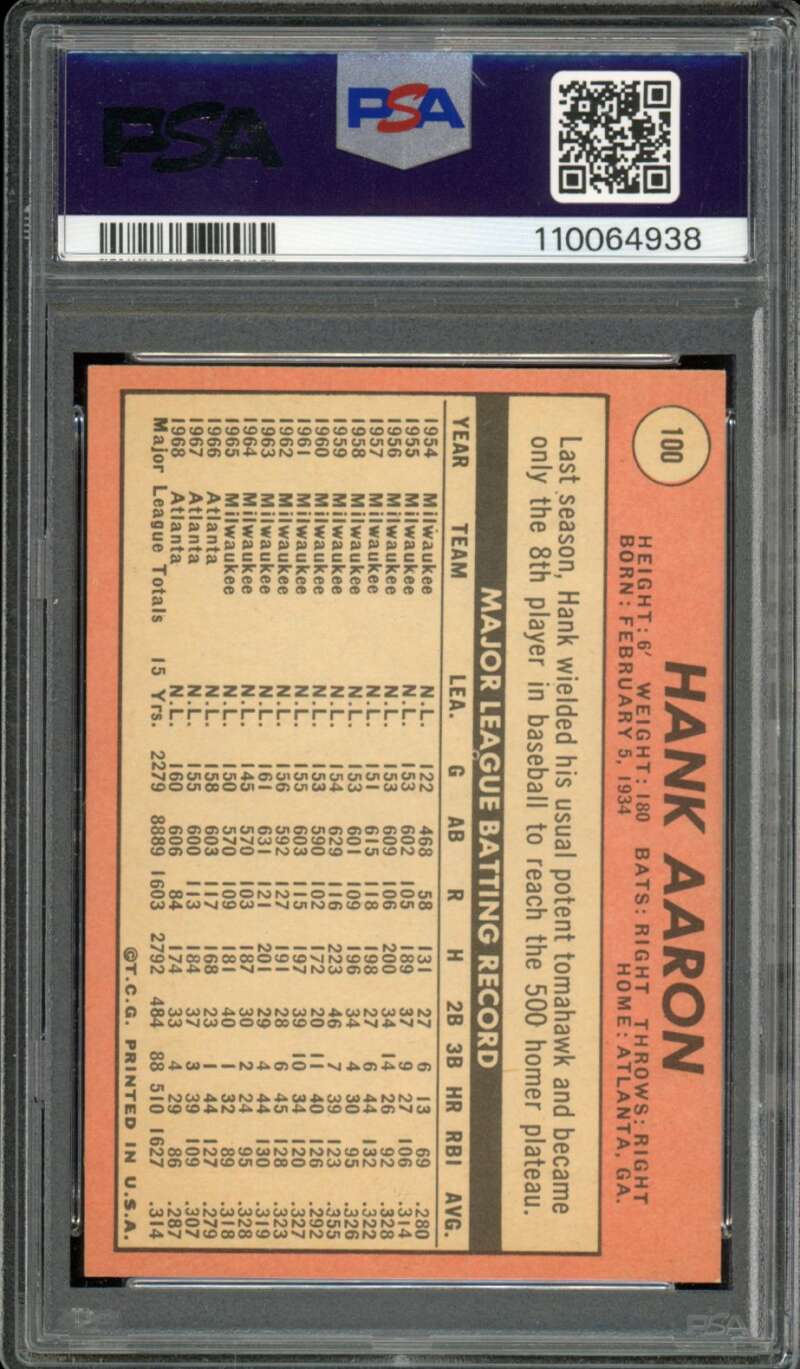 PSA
PSA
110064938
100
HANK AARON
HEIGHT: 6' WEIGHT: 180 BATS: RIGHT THROWS: RIGHT
BORN: FEBRUARY 5, 1934 HOME: ATLANTA, GA.
Last season, Hank wielded his usual potent tomahawk and became
only the 8th player in baseball to reach the 500 homer plateau.
MAJOR LEAGUE BATTING RECORD
YEAR TEAM LEA. G AB R H 2B 3B HR RBI AVG.
1954 Milwaukee N.L. 122 468 58 131 27 6 13 69 .280
1955 Milwaukee N.L. 153 602 105 189 37 9 27 106 .314
1956 Milwaukee N.L. 153 609 106 200 34 14 26 92 .328
1957 Milwaukee N.L. 151 615 118 198 27 6 44 132 .322
1958 Milwaukee N.L. 153 601 109 196 34 4 30 95 .326
1959 Milwaukee N.L. 154 629 116 223 46 7 39 123 .355
1960 Milwaukee N.L. 153 590 102 172 20 11 40 126 .292
1961 Milwaukee N.L. 155 603 115 197 39 10 34 120 .327
1962 Milwaukee N.L. 156 592 127 191 28 6 45 128 .323
1963 Milwaukee N.L. 161 631 121 201 29 4 44 130 .319
1964 Milwaukee N.L. 145 570 103 187 30 2 24 95 .328
1965 Milwaukee N.L. 150 570 109 181 40 1 32 89 .318
1966 Atlanta N.L. 158 603 117 168 23 1 44 127 .279
1967 Atlanta N.L. 155 600 113 184 37 3 39 109 .307
1968 Atlanta N.L. 160 606 84 174 33 4 29 86 .287
Major League Totals 15 Yrs. 2279 8889 1603 2792 484 88 510 1627 .314
©T.C.G. PRINTED IN U.S.A.
PSA